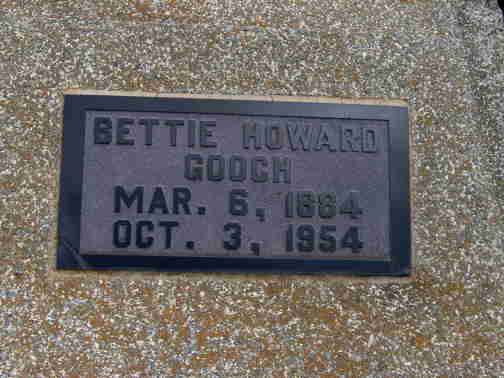 BETTIE HOWARD
GOOCH
MAR. 6, 1884
OCT. 3, 1954